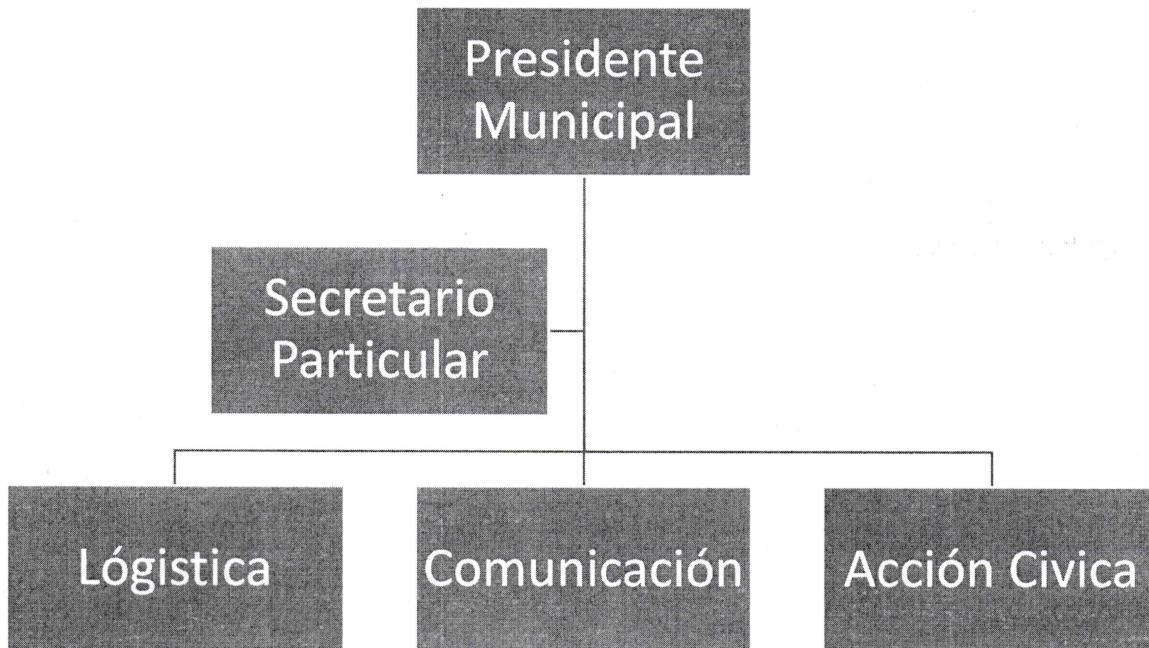 Presidente
Municipal
Secretario
Particular
Lógistica
Comunicación
Acción Civica